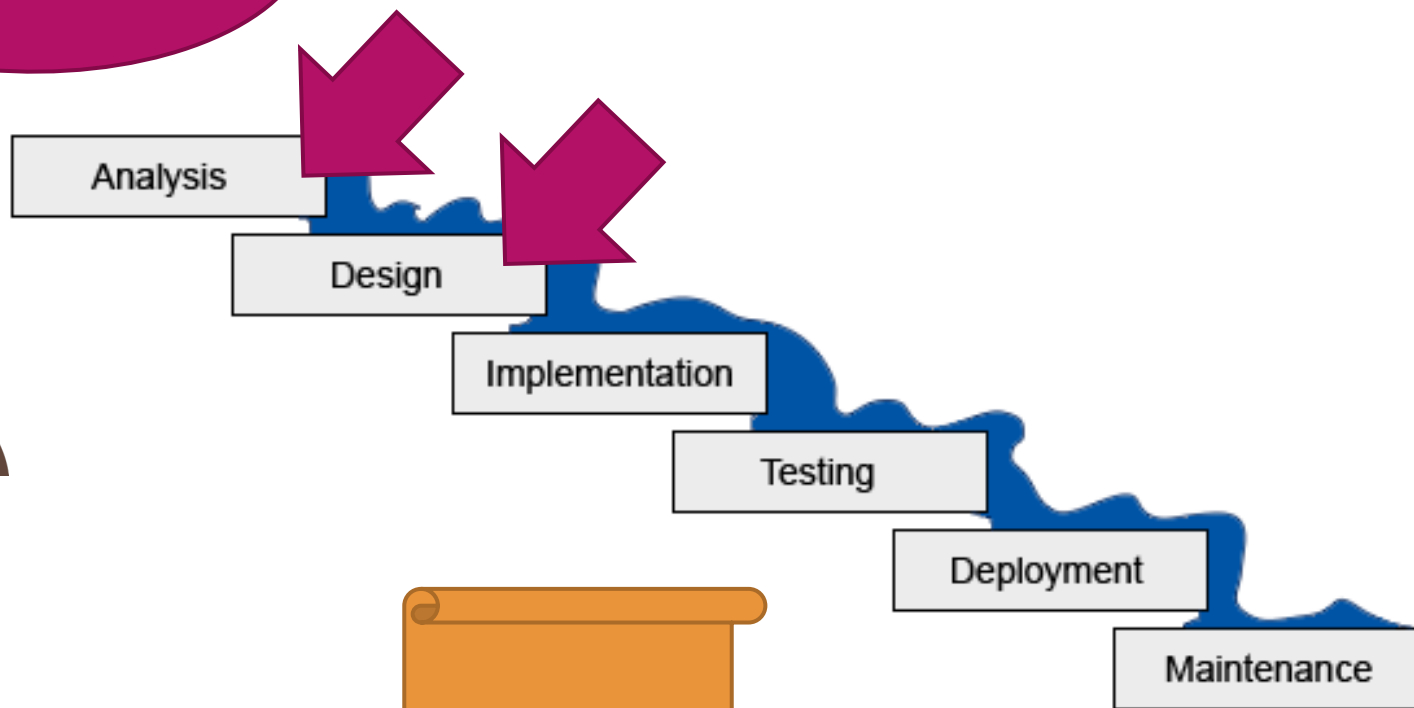 Analysis
Design
Implementation
Testing
Deployment
Maintenance